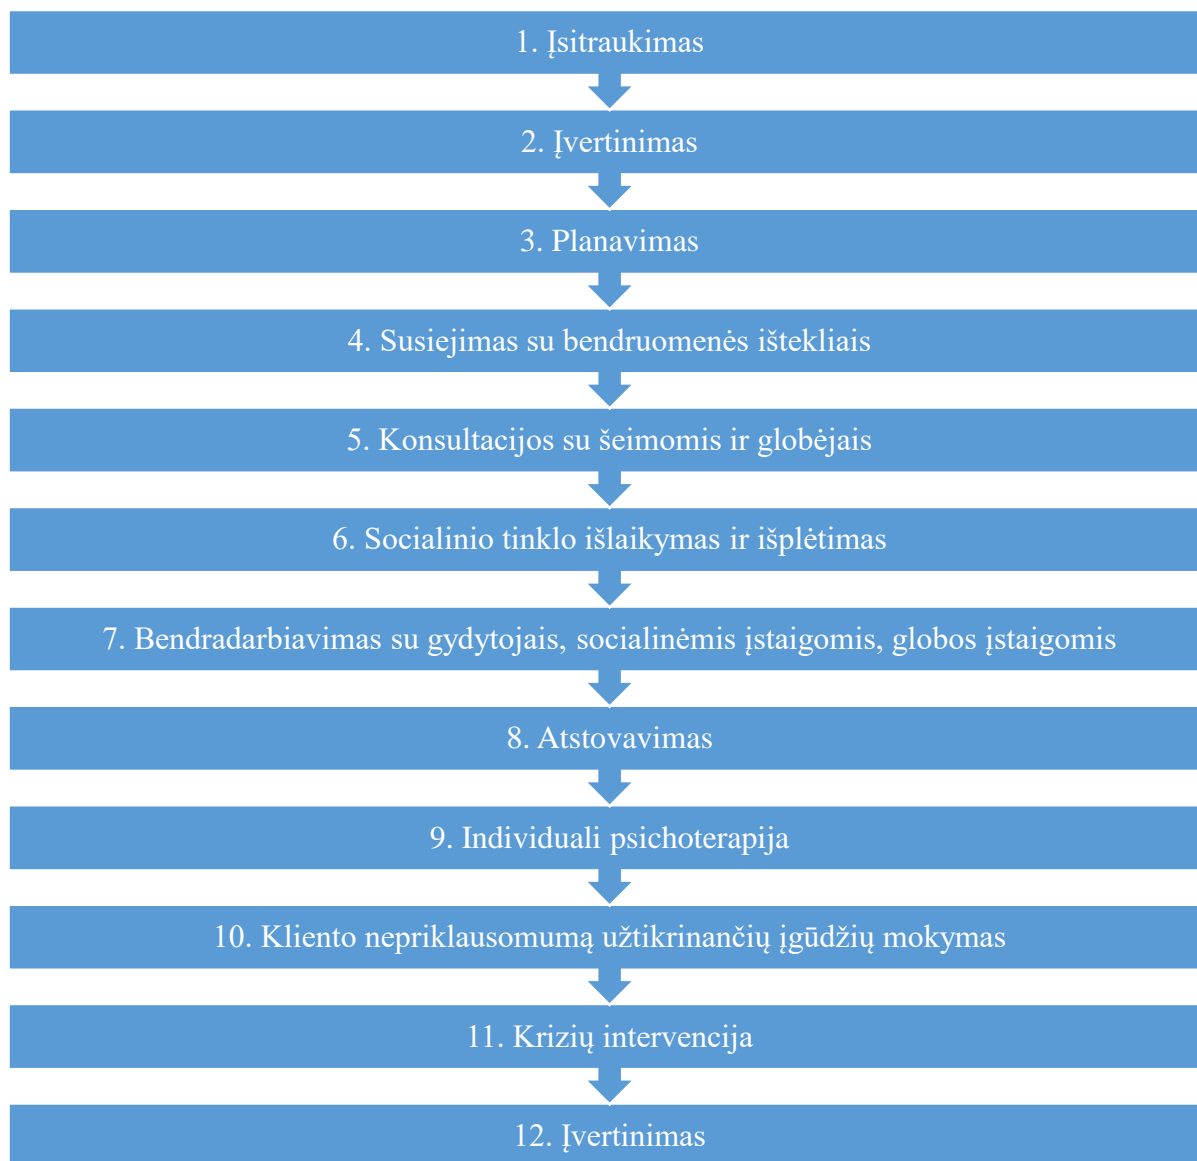 1. Įsitraukimas
2. Įvertinimas
3. Planavimas
4. Susiejimas su bendruomenės ištekliais
5. Konsultacijos su šeimomis ir globėjais
6. Socialinio tinklo išlaikymas ir išplėtimas
7. Bendradarbiavimas su gydytojais, socialinėmis įstaigomis, globos įstaigomis
8. Atstovavimas
9. Individuali psichoterapija
10. Kliento nepriklausomumą užtikrinančių įgūdžių mokymas
11. Krizių intervencija
12. Įvertinimas